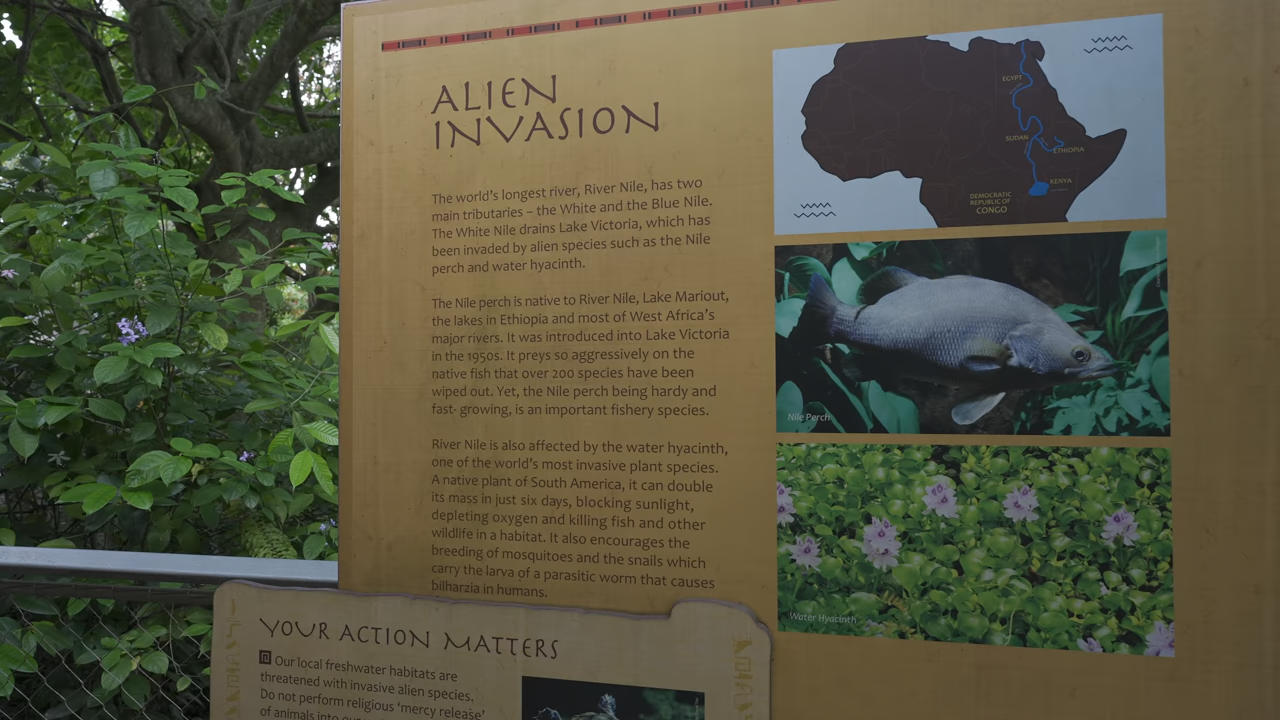 ALIEN
INVASION
The world's longest river, River Nile, has two
main tributaries – the White and the Blue Nile.
The White Nile drains Lake Victoria, which has
been invaded by alien species such as the Nile
perch and water hyacinth.
The Nile perch is native to River Nile, Lake Mariout,
the lakes in Ethiopia and most of West Africa's
major rivers. It was introduced into Lake Victoria
in the 1950s. It preys so aggressively on the
native fish that over 200 species have been
wiped out. Yet, the Nile perch being hardy and
fast- growing, is an important fishery species.
River Nile is also affected by the water hyacinth,
one of the world's most invasive plant species.
A native plant of South America, it can double
its mass in just six days, blocking sunlight,
depleting oxygen and killing fish and other
wildlife in a habitat. It also encourages the
breeding of mosquitoes and the snails which
carry the larva of a parasitic worm that causes
bilharzia in humans.
EGYPT
SUDAN
ETHIOPIA
KENYA
DEMOCRATIC
REPUBLIC OF
CONGO
Nile Perch
Water Hyacinth
YOUR ACTION MATTERS
Our local freshwater habitats are
threatened with invasive alien species.
Do not perform religious 'mercy release'
of animals into our